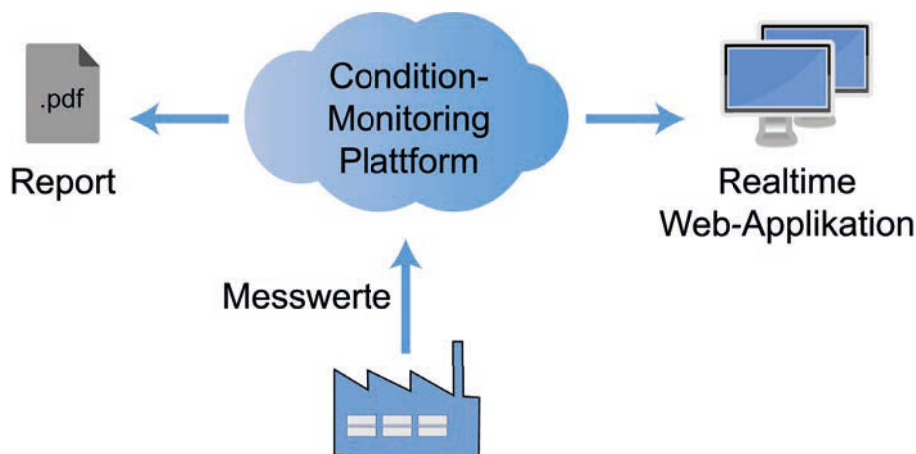 .pdf
Report
Condition-
Monitoring
Plattform
Realtime
Web-Applikation
Messwerte